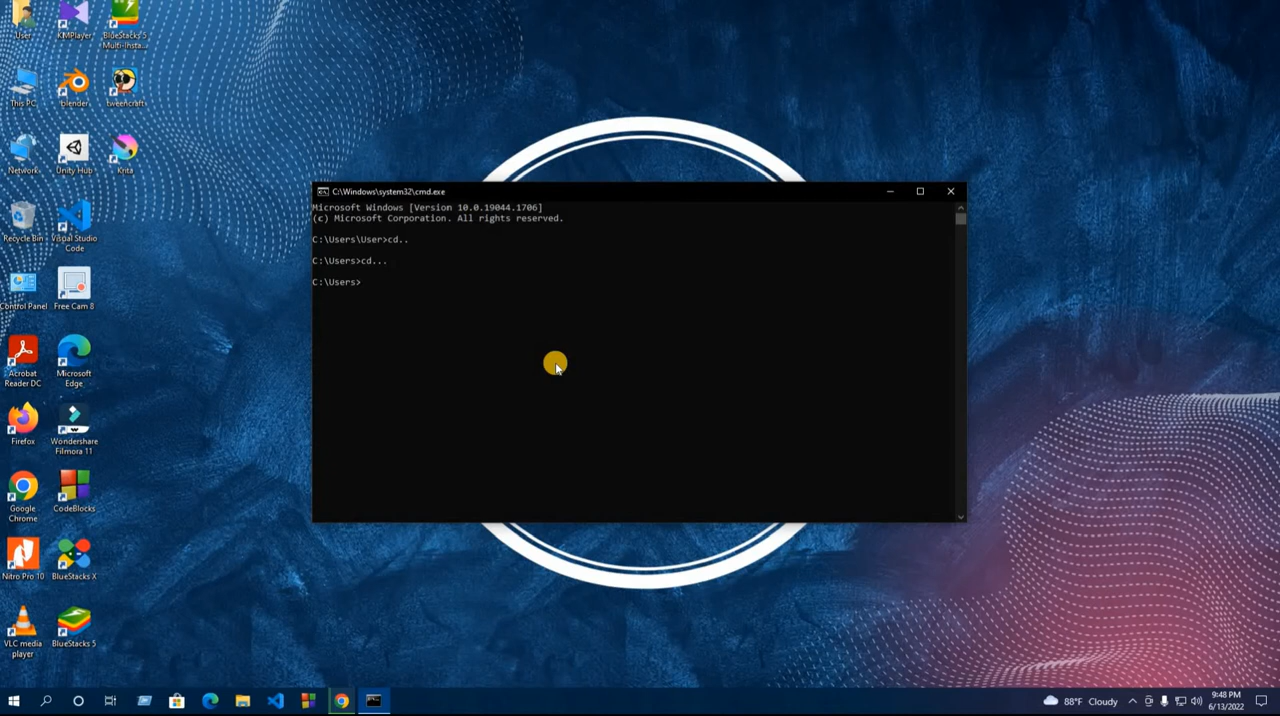 User
KMPlayer
BlueStacks 5
Multi-Insta...
This PC
blender
tweencraft
Network
Unity Hub
Krita
Recycle Bin
Visual Studio
Code
Control Panel
Free Cam 8
Acrobat
Reader DC
Microsoft
Edge
Firefox
Wondershare
Filmora 11
Google
Chrome
CodeBlocks
Nitro Pro 10
BlueStacks X
VLC media
player
BlueStacks 5
C:\Windows\system32\cmd.exe
Microsoft Windows [Version 10.0.19044.1706]
(c) Microsoft Corporation. All rights reserved.
C:\Users\User>cd..
C:\Users>cd...
C:\Users>
88°F Cloudy
9:48 PM
6/13/2022